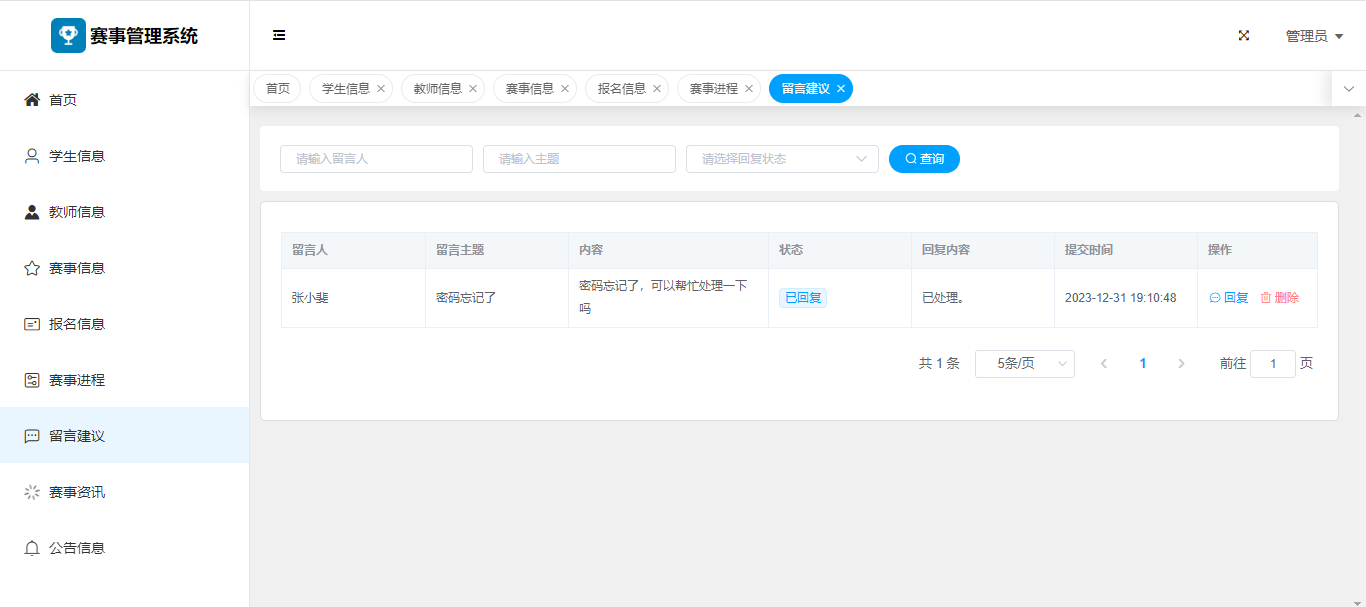 赛事管理系统
管理员
首页
学生信息
教师信息
赛事信息
报名信息
赛事进程
留言建议
首页
学生信息
教师信息
赛事信息
报名信息
赛事进程
留言建议
赛事资讯
公告信息
请输入留言人
请输入主题
请选择回复状态
查询
留言人
留言主题
内容
状态
回复内容
提交时间
操作
张小斐
密码忘记了
密码忘记了，可以帮忙处理一下
吗
已回复
已处理。
2023-12-31 19:10:48
回复
删除
共 1 条
5条/页
1
前往
1
页